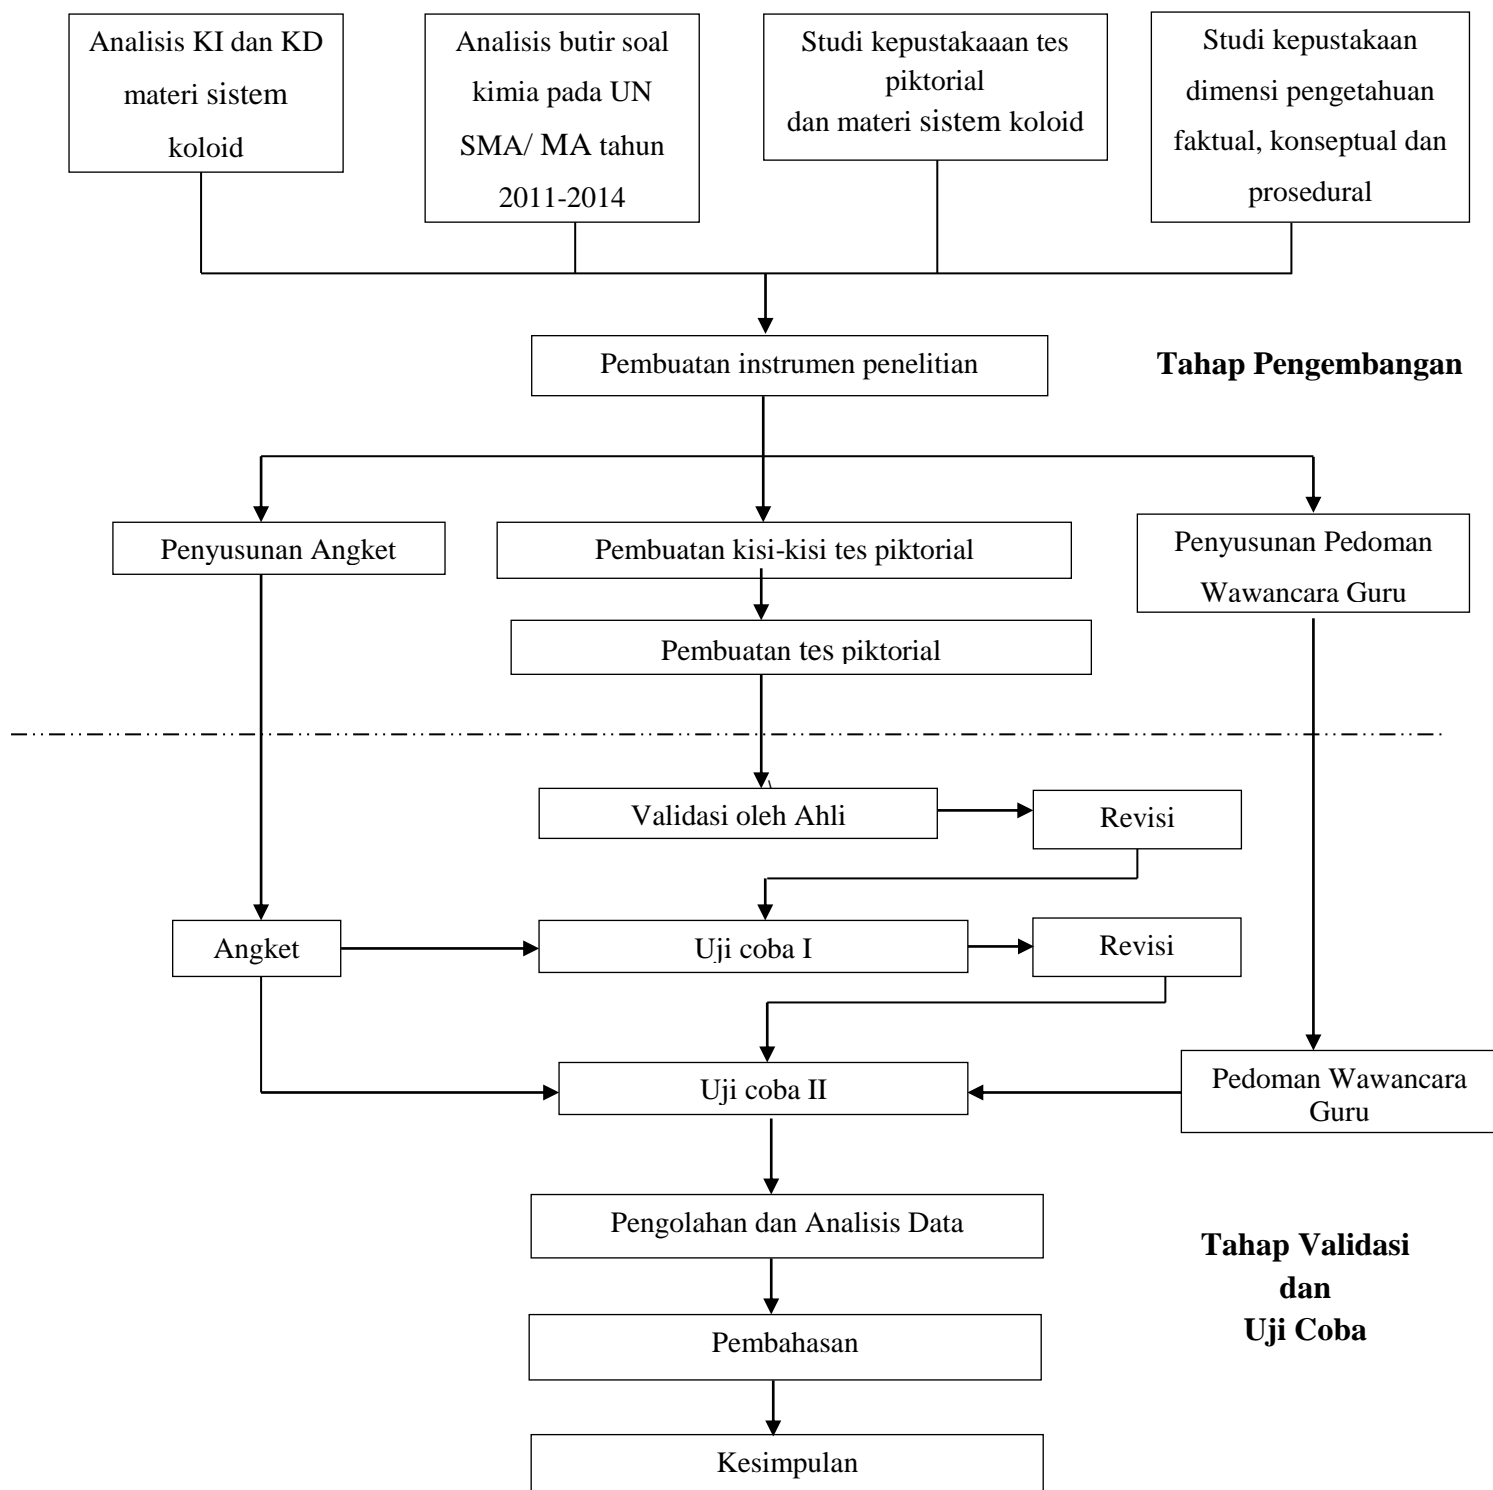 Analisis KI dan KD
materi sistem
koloid
Analisis butir soal
kimia pada UN
SMA/ MA tahun
2011-2014
Studi kepustakaaan tes
piktorial
dan materi sistem koloid
Studi kepustakaan
dimensi pengetahuan
faktual, konseptual dan
prosedural
Pembuatan instrumen penelitian
Tahap Pengembangan
Penyusunan Angket
Pembuatan kisi-kisi tes piktorial
Penyusunan Pedoman
Wawancara Guru
Pembuatan tes piktorial
Validasi oleh Ahli
Revisi
Angket
Uji coba I
Revisi
Uji coba II
Pedoman Wawancara
Guru
Pengolahan dan Analisis Data
Tahap Validasi
dan
Uji Coba
Pembahasan
Kesimpulan